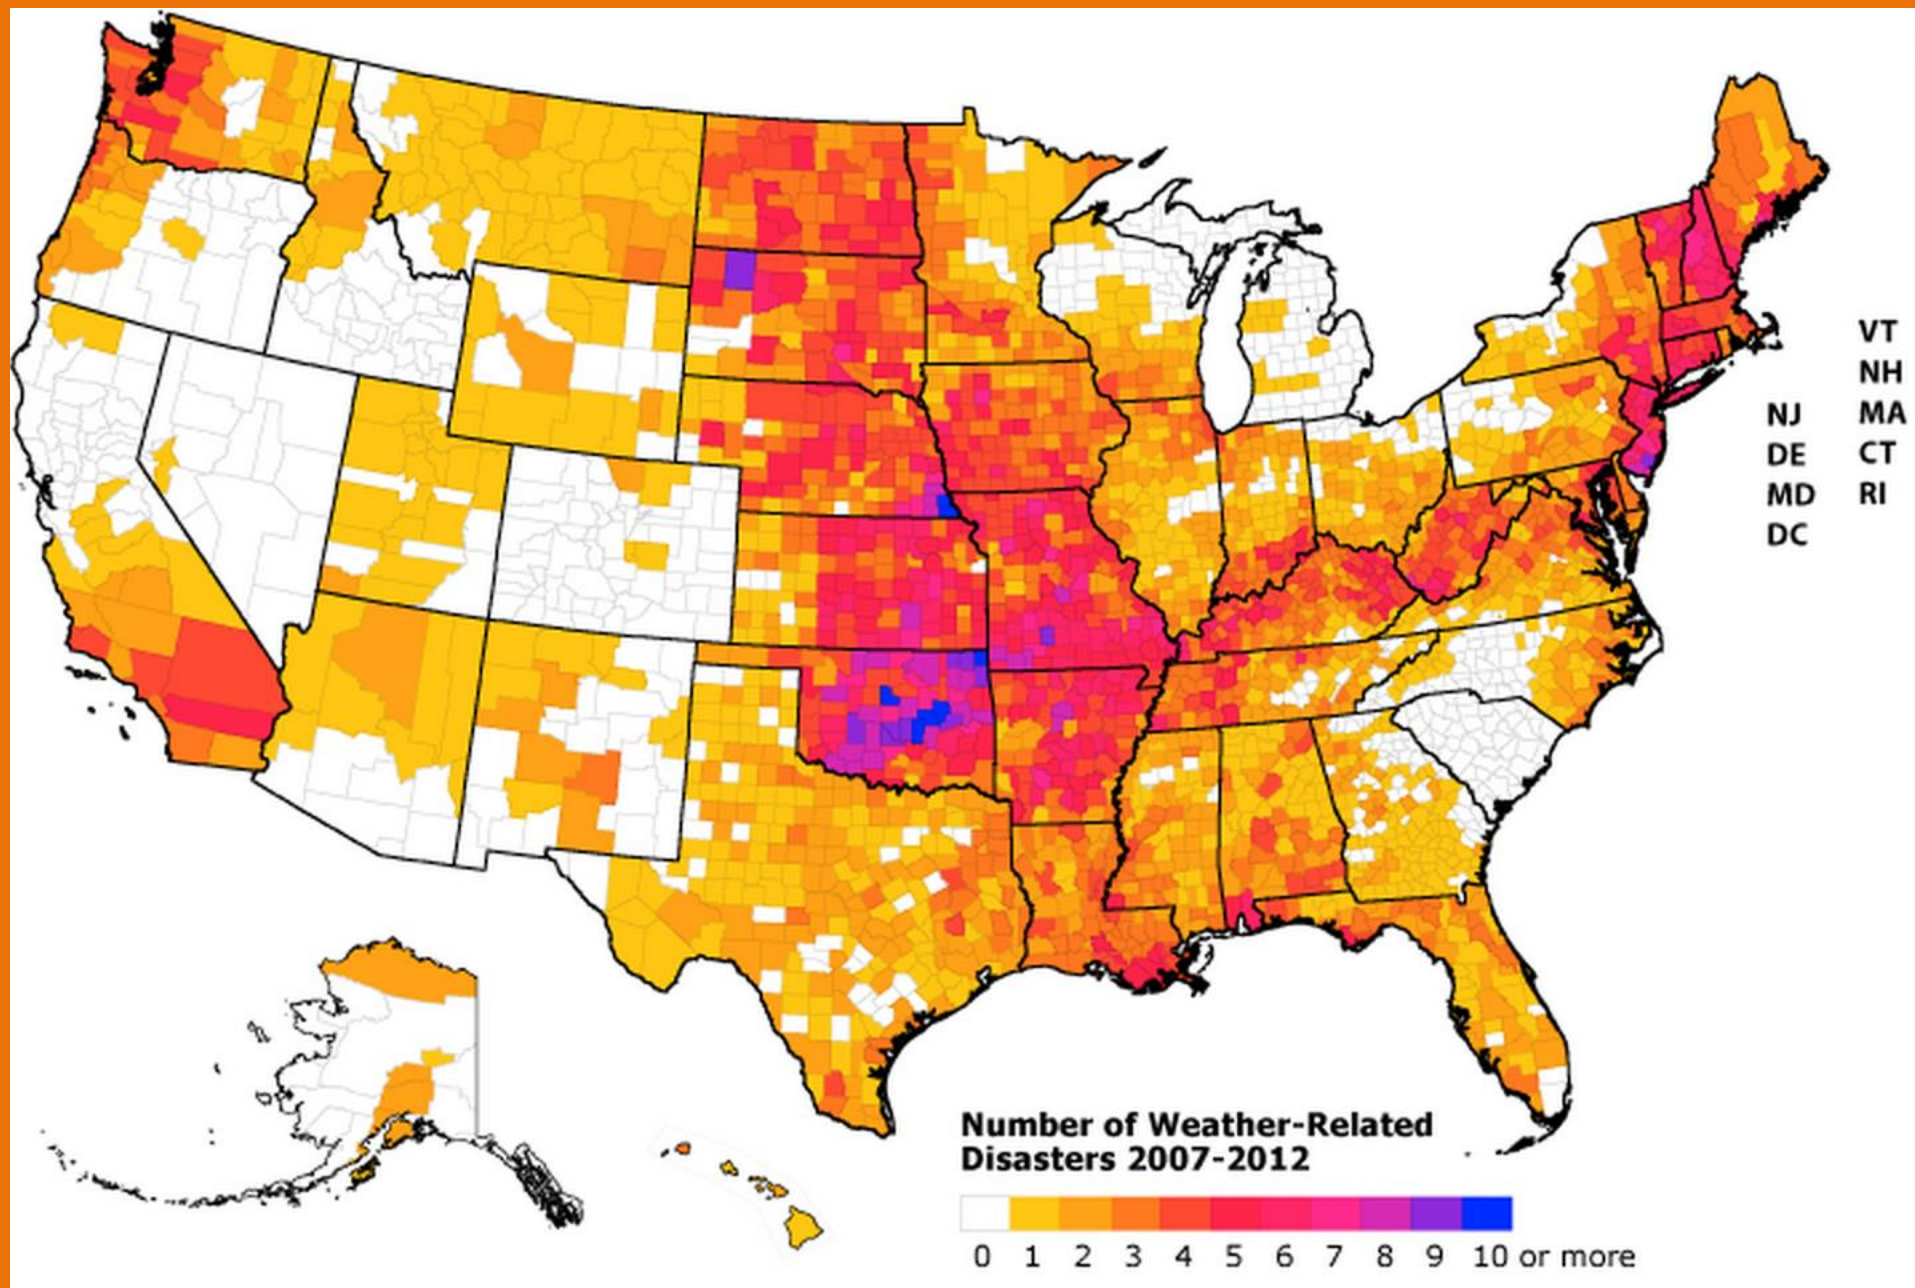 VT
NH
NJ MA
DE CT
MD RI
DC
Number of Weather-Related
Disasters 2007-2012
0 1 2 3 4 5 6 7 8 9 10 or more